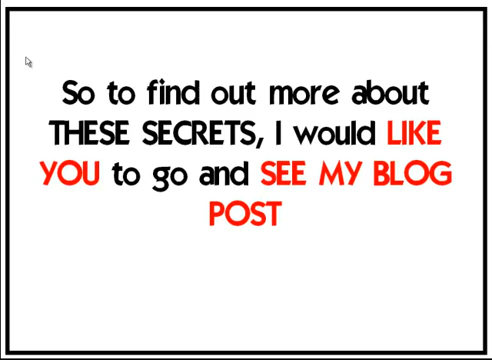 So to find out more about
THESE SECRETS, I would LIKE
YOU to go and SEE MY BLOG
POST